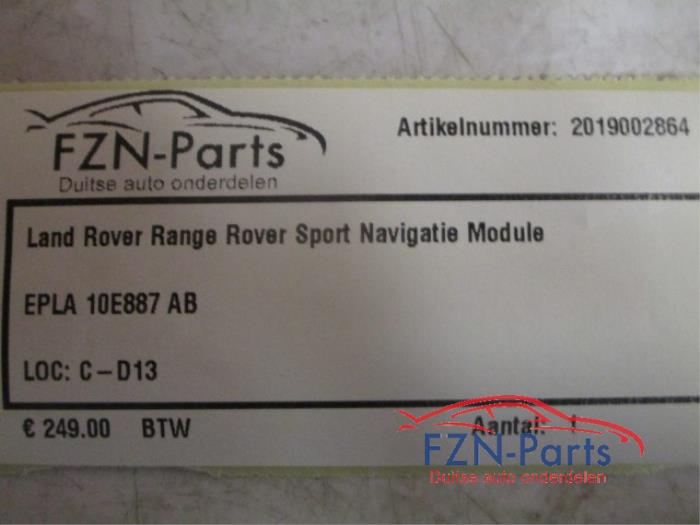 FZN-Parts
Duitse auto onderdelen
Artikelnummer: 2019002864
Land Rover Range Rover Sport Navigatie Module
EPLA 10E887 AB
LOC: C-D13
€ 249.00 BTW
Aantal: 1
FZN-Parts
Duitse auto onderdelen